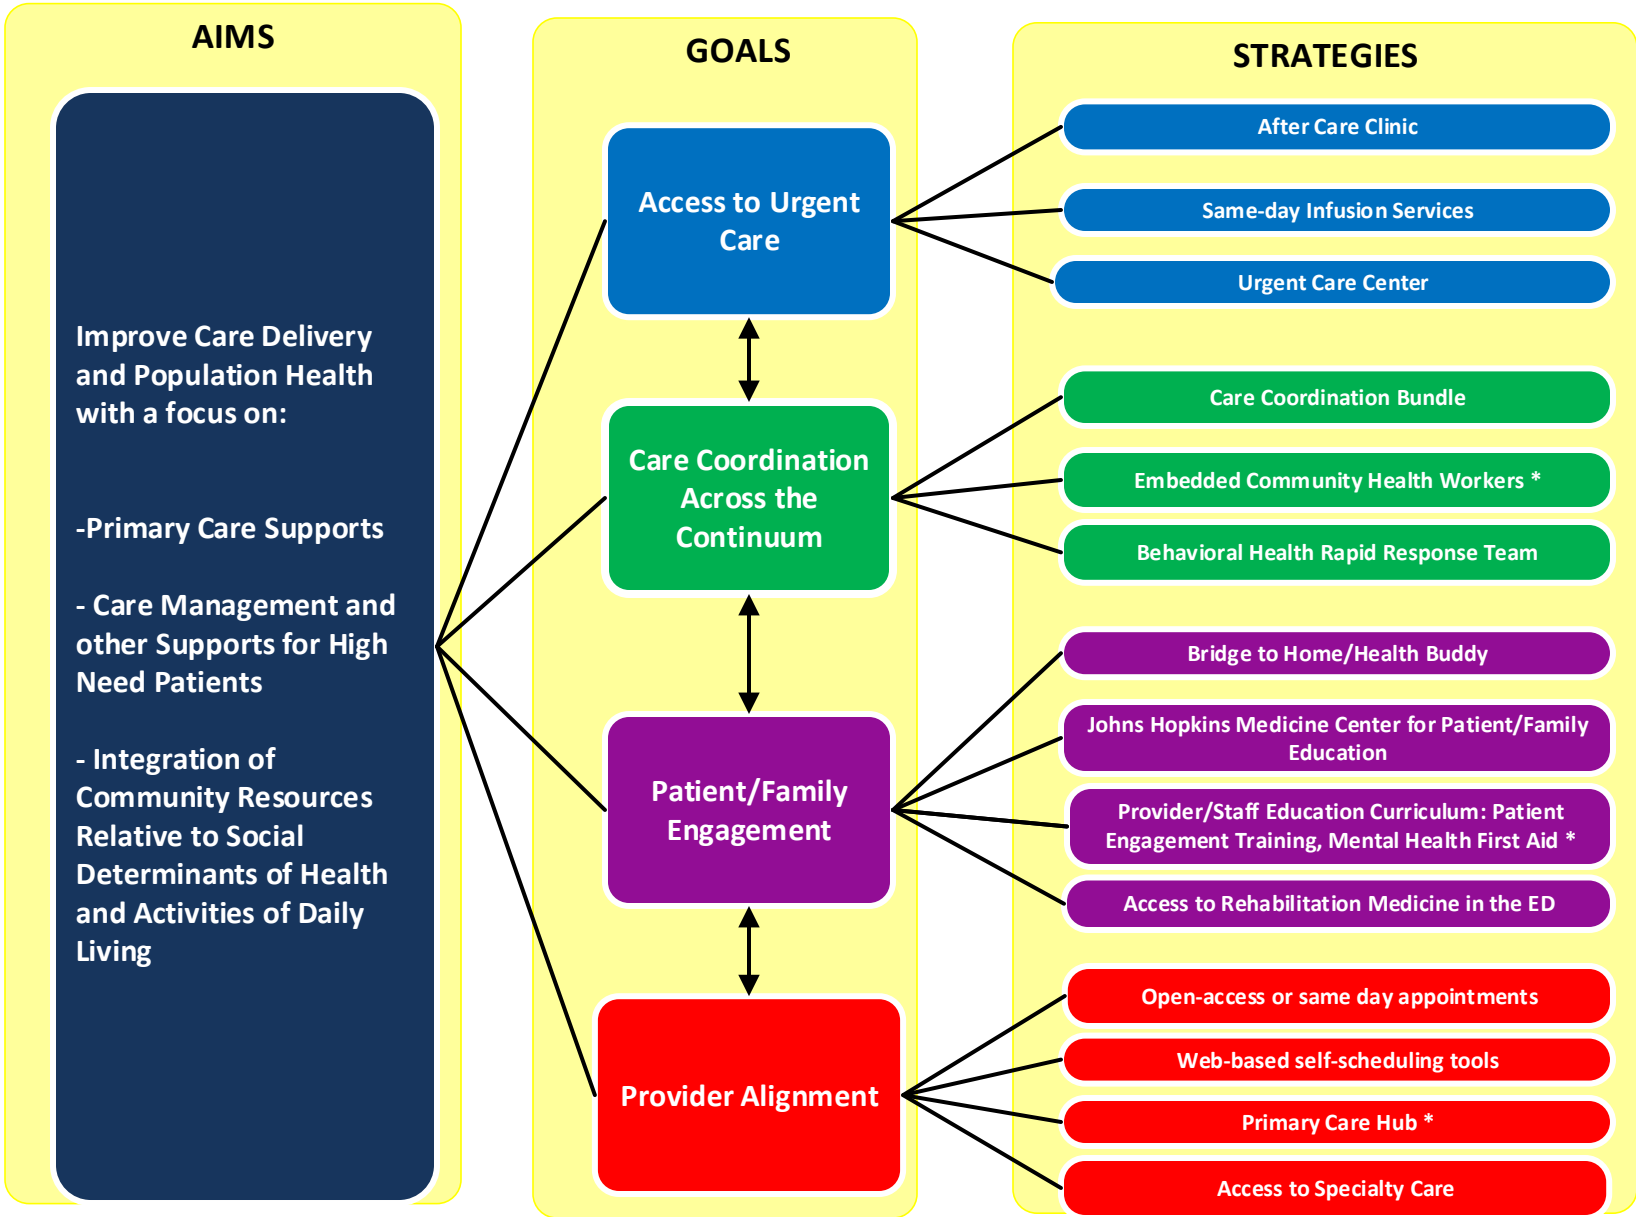 AIMS
Improve Care Delivery
and Population Health
with a focus on:
-Primary Care Supports
- Care Management and
other Supports for High
Need Patients
- Integration of
Community Resources
Relative to Social
Determinants of Health
and Activities of Daily
Living
GOALS
Access to Urgent
Care
Care Coordination
Across the
Continuum
Patient/Family
Engagement
Provider Alignment
STRATEGIES
After Care Clinic
Same-day Infusion Services
Urgent Care Center
Care Coordination Bundle
Embedded Community Health Workers *
Behavioral Health Rapid Response Team
Bridge to Home/Health Buddy
Johns Hopkins Medicine Center for Patient/Family
Education
Provider/Staff Education Curriculum: Patient
Engagement Training, Mental Health First Aid *
Access to Rehabilitation Medicine in the ED
Open-access or same day appointments
Web-based self-scheduling tools
Primary Care Hub *
Access to Specialty Care